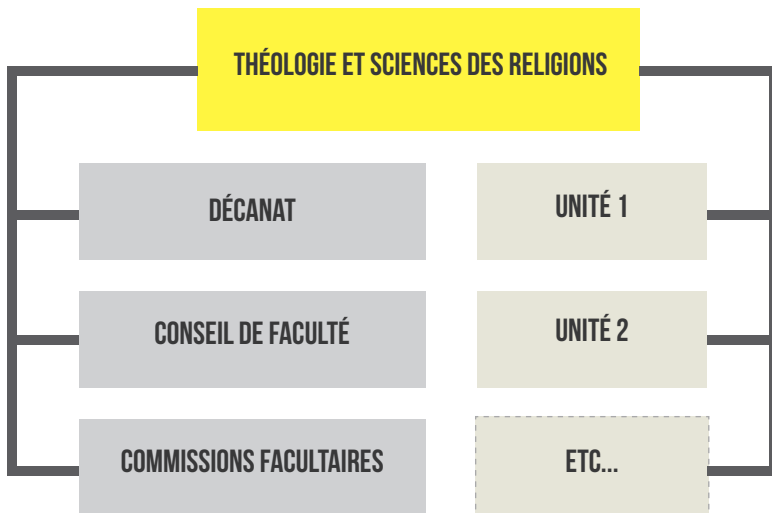 THÉOLOGIE ET SCIENCES DES RELIGIONS
DÉCANAT
UNITÉ 1
CONSEIL DE FACULTÉ
UNITÉ 2
COMMISSIONS FACULTAIRES
ETC...